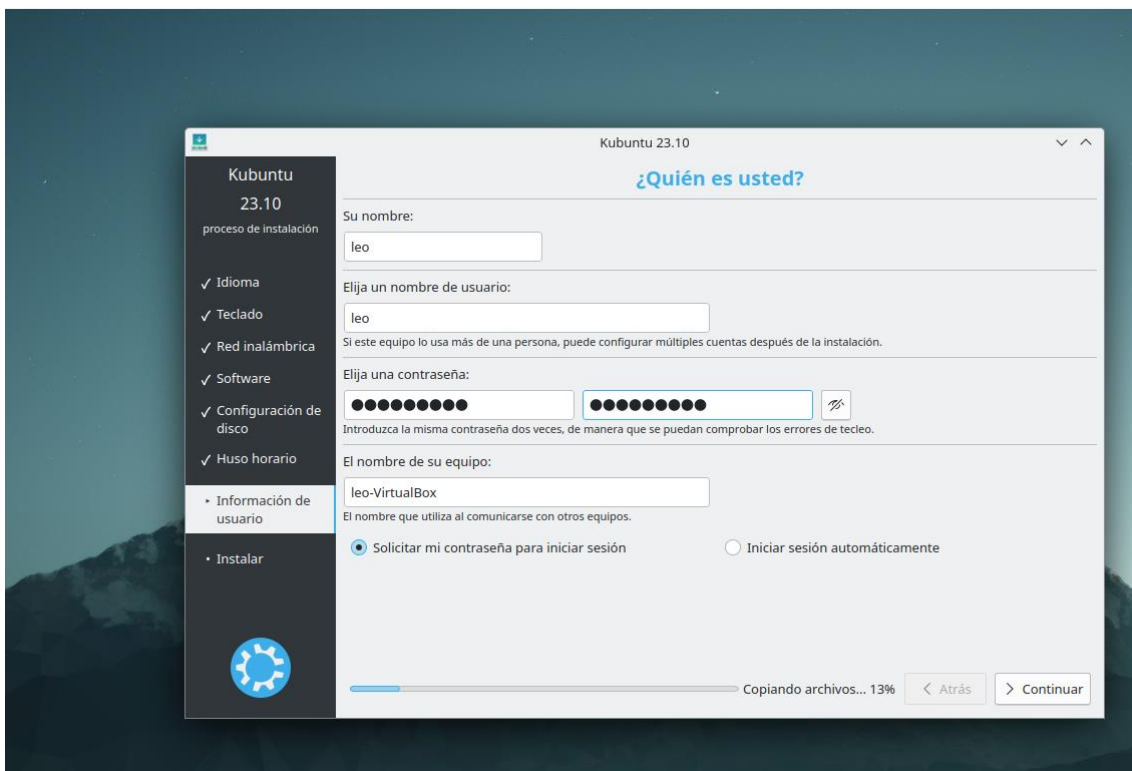 Kubuntu 23.10
Kubuntu
23.10
proceso de instalación
✓ Idioma
✓ Teclado
✓ Red inalámbrica
✓ Software
✓ Configuración de
disco
✓ Huso horario
‣ Información de
usuario
• Instalar
¿Quién es usted?
Su nombre:
leo
Elija un nombre de usuario:
leo
Si este equipo lo usa más de una persona, puede configurar múltiples cuentas después de la instalación.
Elija una contraseña:
●●●●●●●●● ●●●●●●●●●
Introduzca la misma contraseña dos veces, de manera que se puedan comprobar los errores de tecleo.
El nombre de su equipo:
leo-VirtualBox
El nombre que utiliza al comunicarse con otros equipos.
Solicitar mi contraseña para iniciar sesión Iniciar sesión automáticamente
Copiando archivos... 13% < Atrás > Continuar